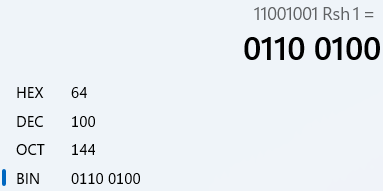 11001001 Rsh 1 =
0110 0100
HEX 64
DEC 100
OCT 144
BIN 0110 0100